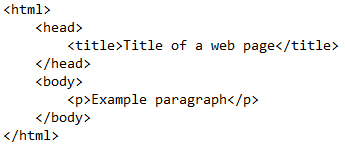 <html>
    <head>
        <title>Title of a web page</title>
    </head>
    <body>
        <p>Example paragraph</p>
    </body>
</html>